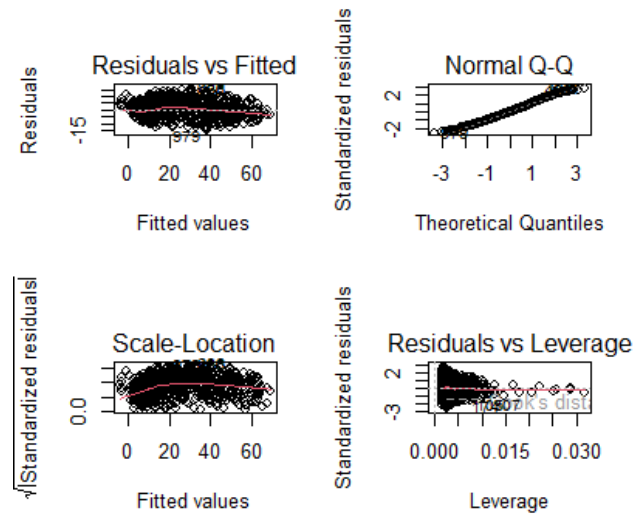 Residuals vs Fitted
Residuals
-15
979
0 20 40 60
Fitted values
Normal Q-Q
Standardized residuals
-2 2
-3 -1 1 3
Theoretical Quantiles
Scale-Location
√|Standardized residuals|
0.0
0 20 40 60
Fitted values
Residuals vs Leverage
Standardized residuals
-3 2
0.000 0.015 0.030
Leverage